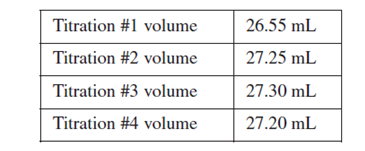 Titration #1 volume 26.55 mL
Titration #2 volume 27.25 mL
Titration #3 volume 27.30 mL
Titration #4 volume 27.20 mL